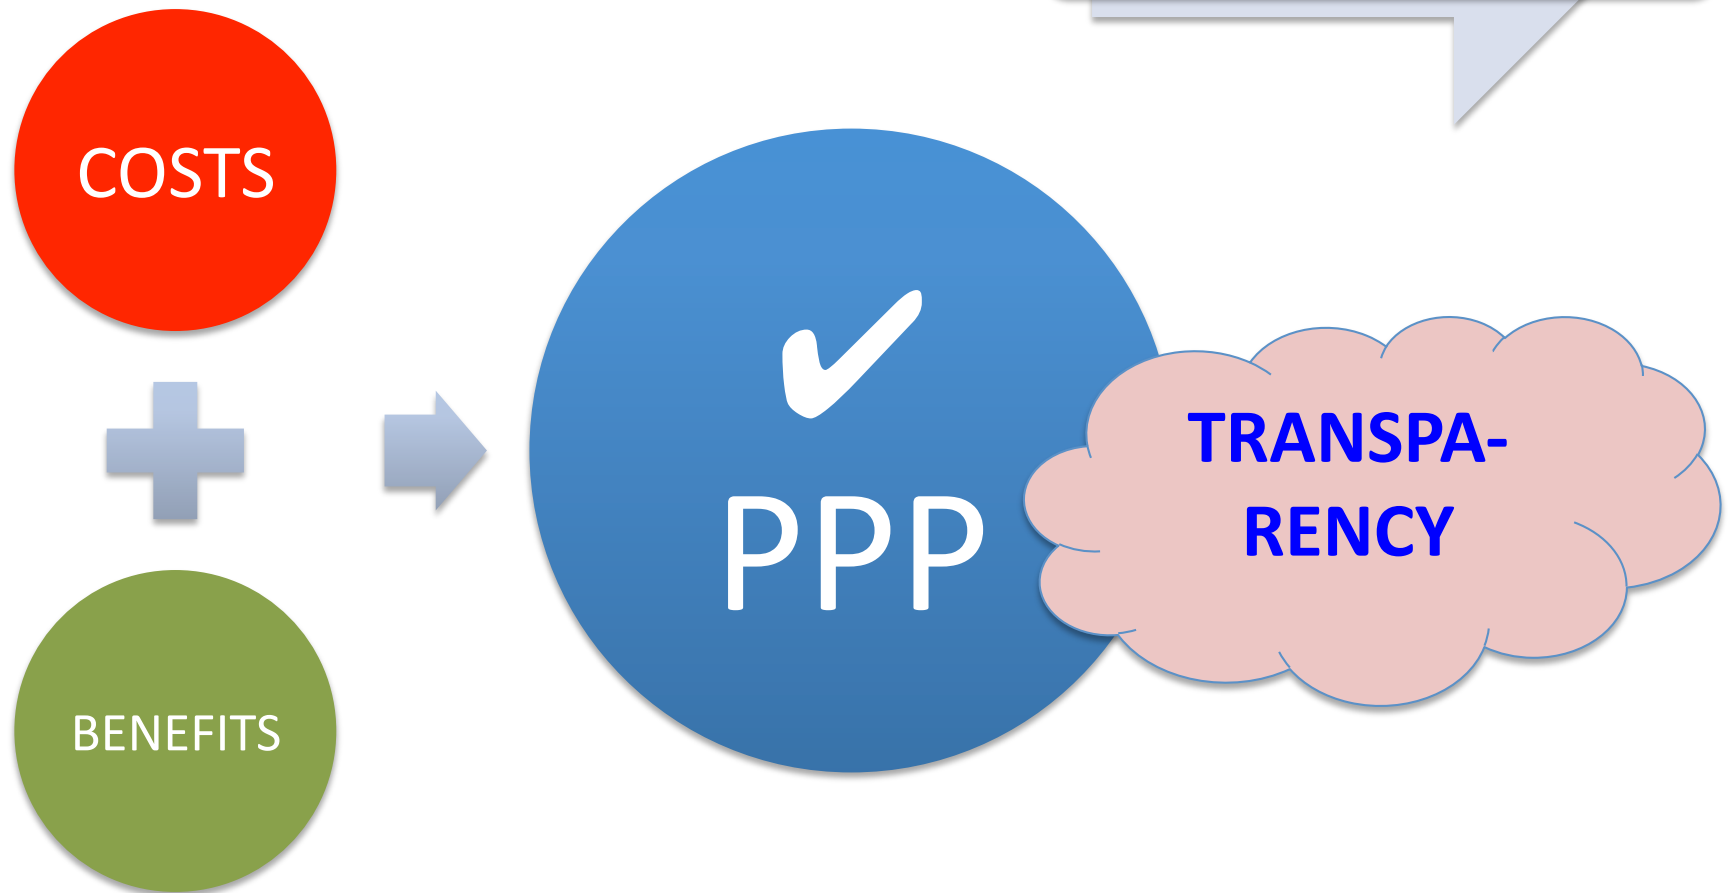 COSTS
BENEFITS
✔
PPP
TRANSPA-
RENCY